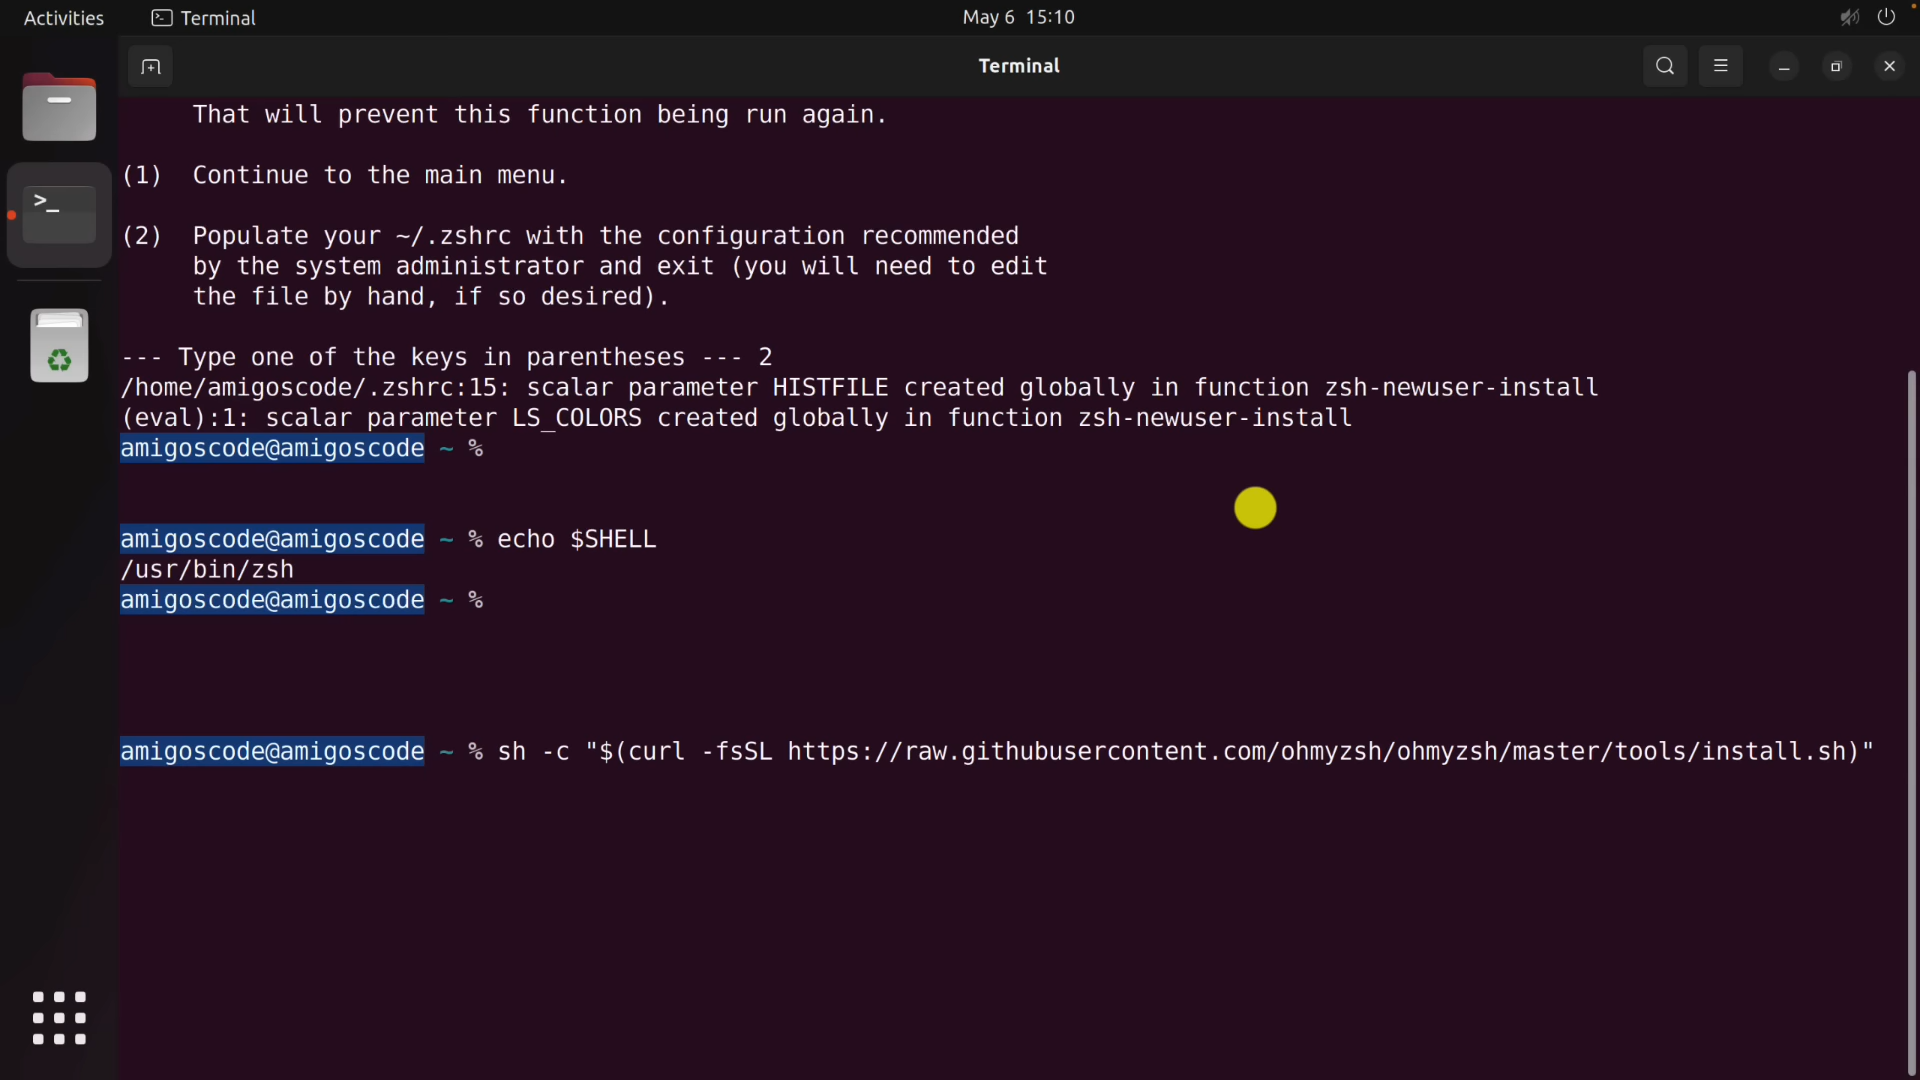 Activities
Terminal
May 6 15:10
Terminal
That will prevent this function being run again.
(1) Continue to the main menu.
(2) Populate your ~/.zshrc with the configuration recommended
by the system administrator and exit (you will need to edit
the file by hand, if so desired).
--- Type one of the keys in parentheses --- 2
/home/amigoscode/.zshrc:15: scalar parameter HISTFILE created globally in function zsh-newuser-install
(eval):1: scalar parameter LS_COLORS created globally in function zsh-newuser-install
amigoscode@amigoscode ~ %
amigoscode@amigoscode ~ % echo $SHELL
/usr/bin/zsh
amigoscode@amigoscode ~ %
amigoscode@amigoscode ~ % sh -c "$(curl -fsSL https://raw.githubusercontent.com/ohmyzsh/ohmyzsh/master/tools/install.sh)"